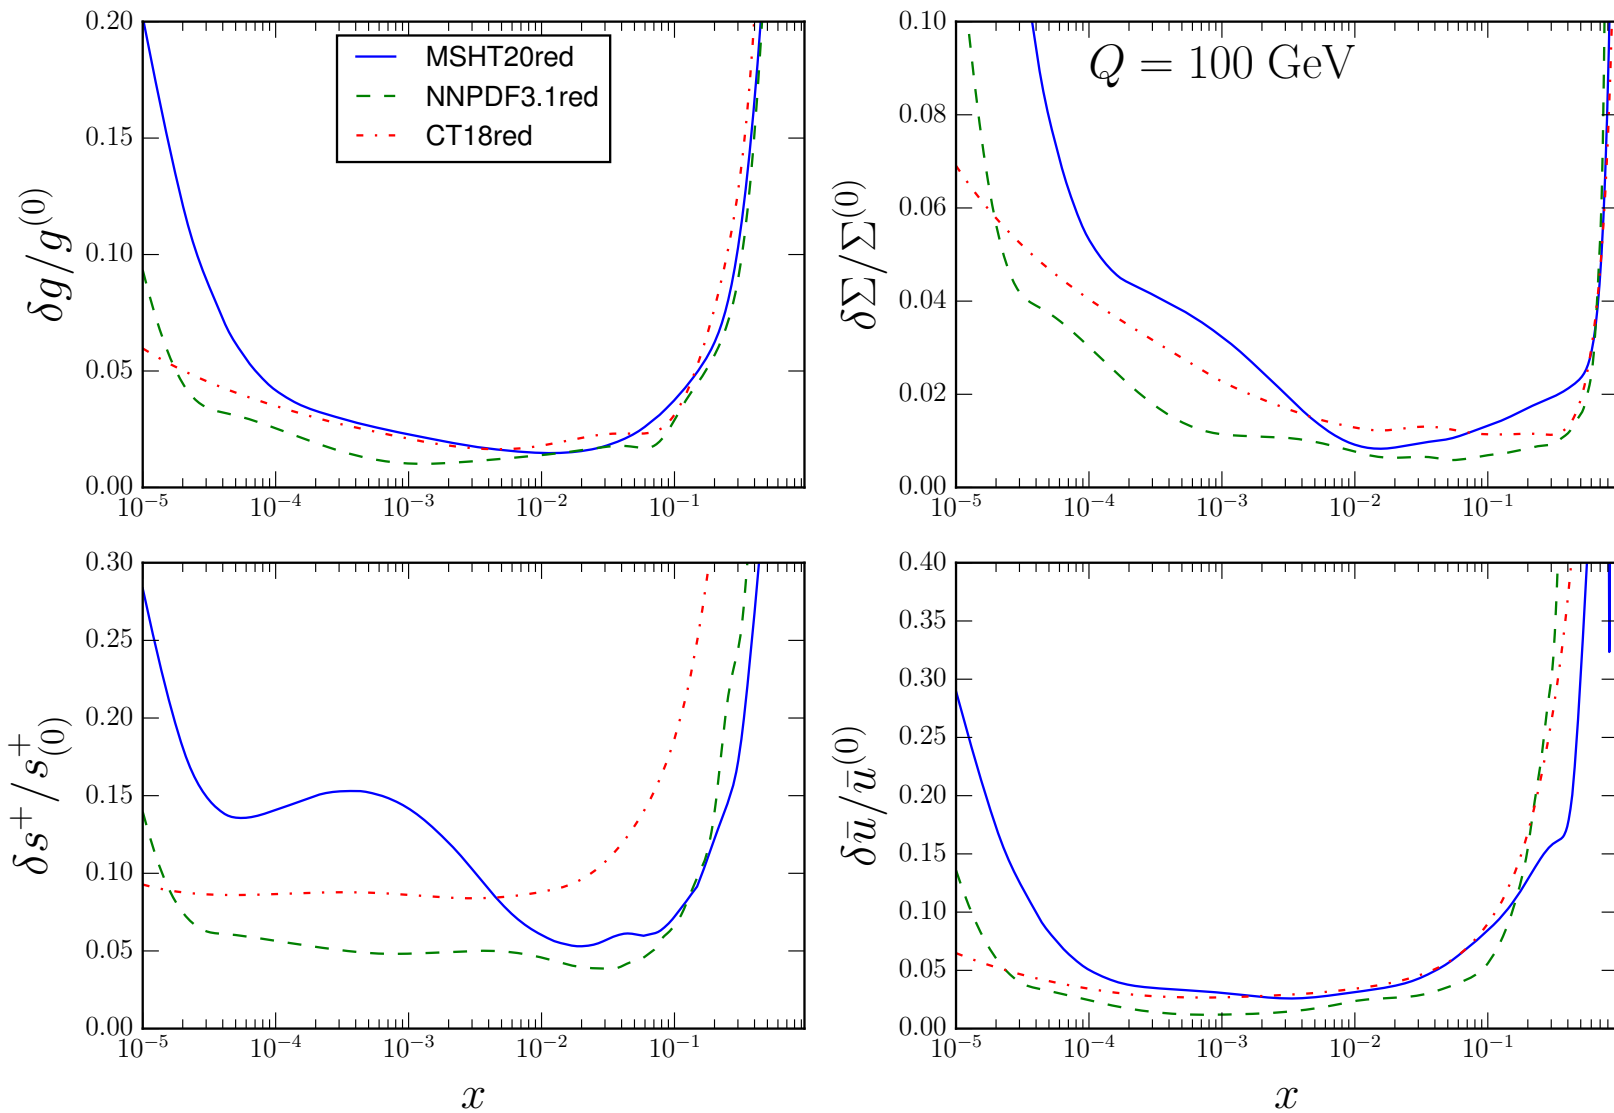 0.20
0.15
0.10
0.05
0.00
δg/g⁽⁰⁾
MSHT20red
NNPDF3.1red
CT18red
10⁻⁵ 10⁻⁴ 10⁻³ 10⁻² 10⁻¹
0.10
0.08
0.06
0.04
0.02
0.00
δΣ/Σ⁽⁰⁾
Q = 100 GeV
10⁻⁵ 10⁻⁴ 10⁻³ 10⁻² 10⁻¹
0.30
0.25
0.20
0.15
0.10
0.05
0.00
δs⁺/s⁺₍₀₎
10⁻⁵ 10⁻⁴ 10⁻³ 10⁻² 10⁻¹
x
0.40
0.35
0.30
0.25
0.20
0.15
0.10
0.05
0.00
δū/ū⁽⁰⁾
10⁻⁵ 10⁻⁴ 10⁻³ 10⁻² 10⁻¹
x